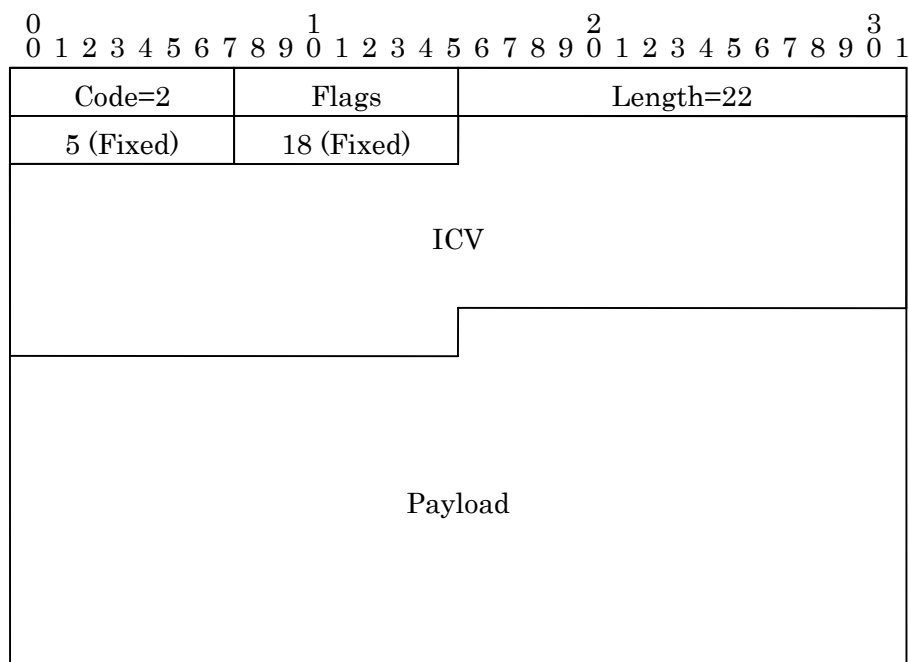 0 1 2 3
0 1 2 3 4 5 6 7 8 9 0 1 2 3 4 5 6 7 8 9 0 1 2 3 4 5 6 7 8 9 0 1
Code=2 Flags Length=22
5 (Fixed) 18 (Fixed)
ICV
Payload